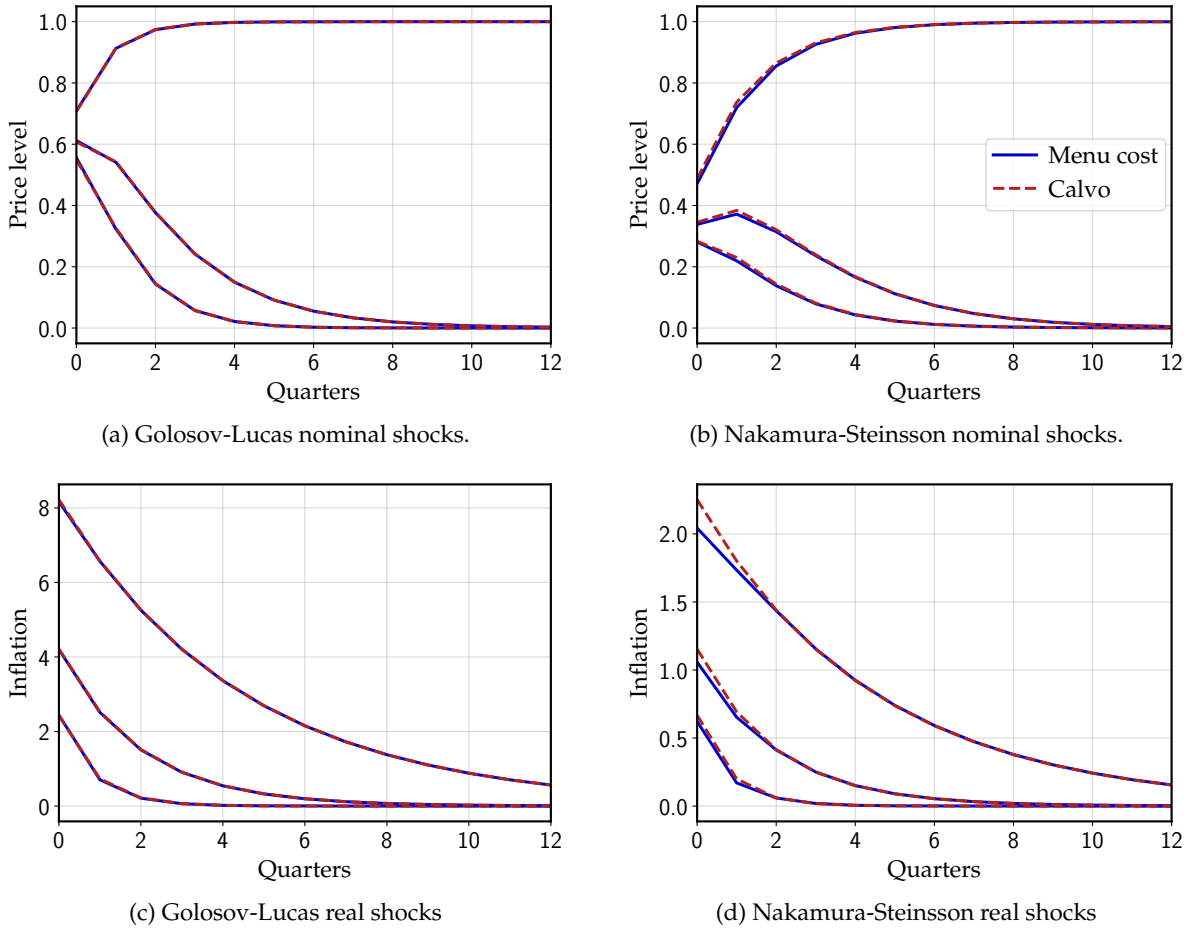 1.0
0.8
0.6
0.4
0.2
0.0
Price level
0 2 4 6 8 10 12
Quarters
(a) Golosov-Lucas nominal shocks.
1.0
0.8
0.6
0.4
0.2
0.0
Price level
Menu cost
Calvo
0 2 4 6 8 10 12
Quarters
(b) Nakamura-Steinsson nominal shocks.
8
6
4
2
0
Inflation
0 2 4 6 8 10 12
Quarters
(c) Golosov-Lucas real shocks
2.0
1.5
1.0
0.5
0.0
Inflation
0 2 4 6 8 10 12
Quarters
(d) Nakamura-Steinsson real shocks